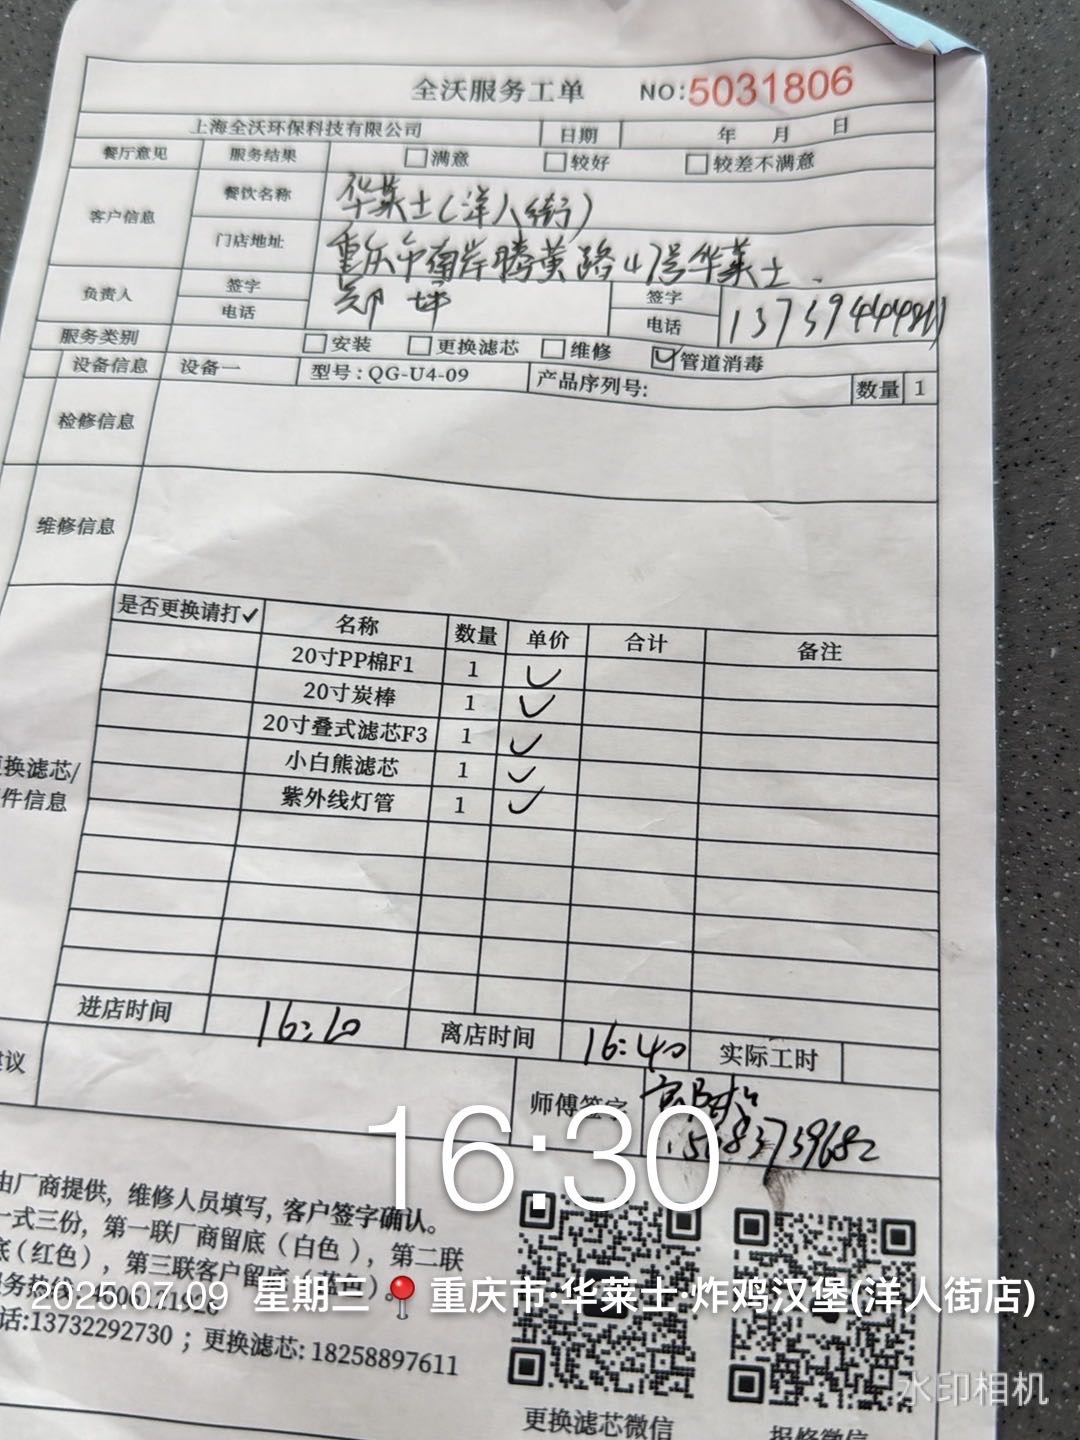 全沃服务工单 NO:5031806
上海全沃环保科技有限公司 日期 年 月 日
餐厅意见 服务结果 □满意 □较好 □较差不满意
客户信息 餐饮名称 华莱士(洋人街)
门店地址 重庆市南岸腾黄路47号华莱士
负责人 签字 郑坪 签字
电话 电话 137394448
服务类别 □安装 □更换滤芯 □维修 ☑管道消毒
设备信息 设备一 型号:QG-U4-09 产品序列号: 数量 1
检修信息
维修信息
是否更换请打✓ 名称 数量 单价 合计 备注
20寸PP棉F1 1 ✓
20寸炭棒 1 ✓
20寸叠式滤芯F3 1 ✓
小白熊滤芯 1 ✓
紫外线灯管 1 ✓
换滤芯/
件信息
进店时间 16:10 离店时间 16:40 实际工时
议
师傅签字
15683739682
16:30
由厂商提供,维修人员填写,客户签字确认。
一式三份,第一联厂商留底(白色),第二联
底(红色),第三联客户留底(蓝三)。
2025.07.09 星期三 重庆市·华莱士·炸鸡汉堡(洋人街店)
话:13732292730;更换滤芯:18258897611
水印相机
更换滤芯微信 报修微信